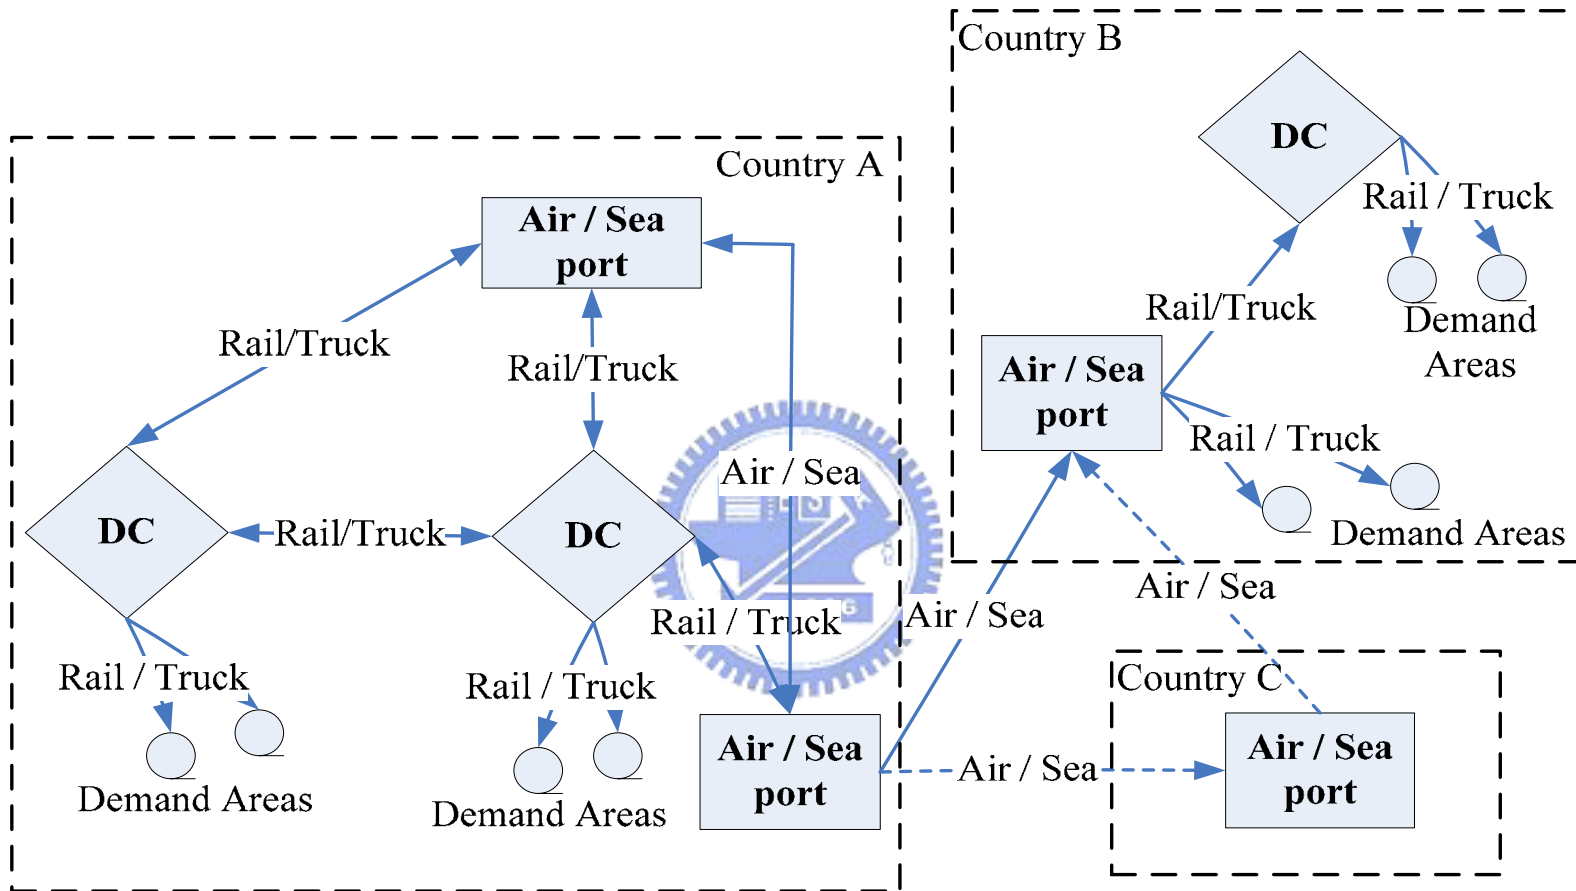 Country A
Air / Sea
port
Rail/Truck
Rail/Truck
Air / Sea
DC
Rail/Truck
DC
Rail / Truck
Rail / Truck
Demand Areas
Rail / Truck
Demand Areas
Air / Sea
port
Air / Sea
Air / Sea
Country B
DC
Rail / Truck
Demand
Areas
Rail/Truck
Air / Sea
port
Rail / Truck
Demand Areas
Air / Sea
Country C
Air / Sea
port